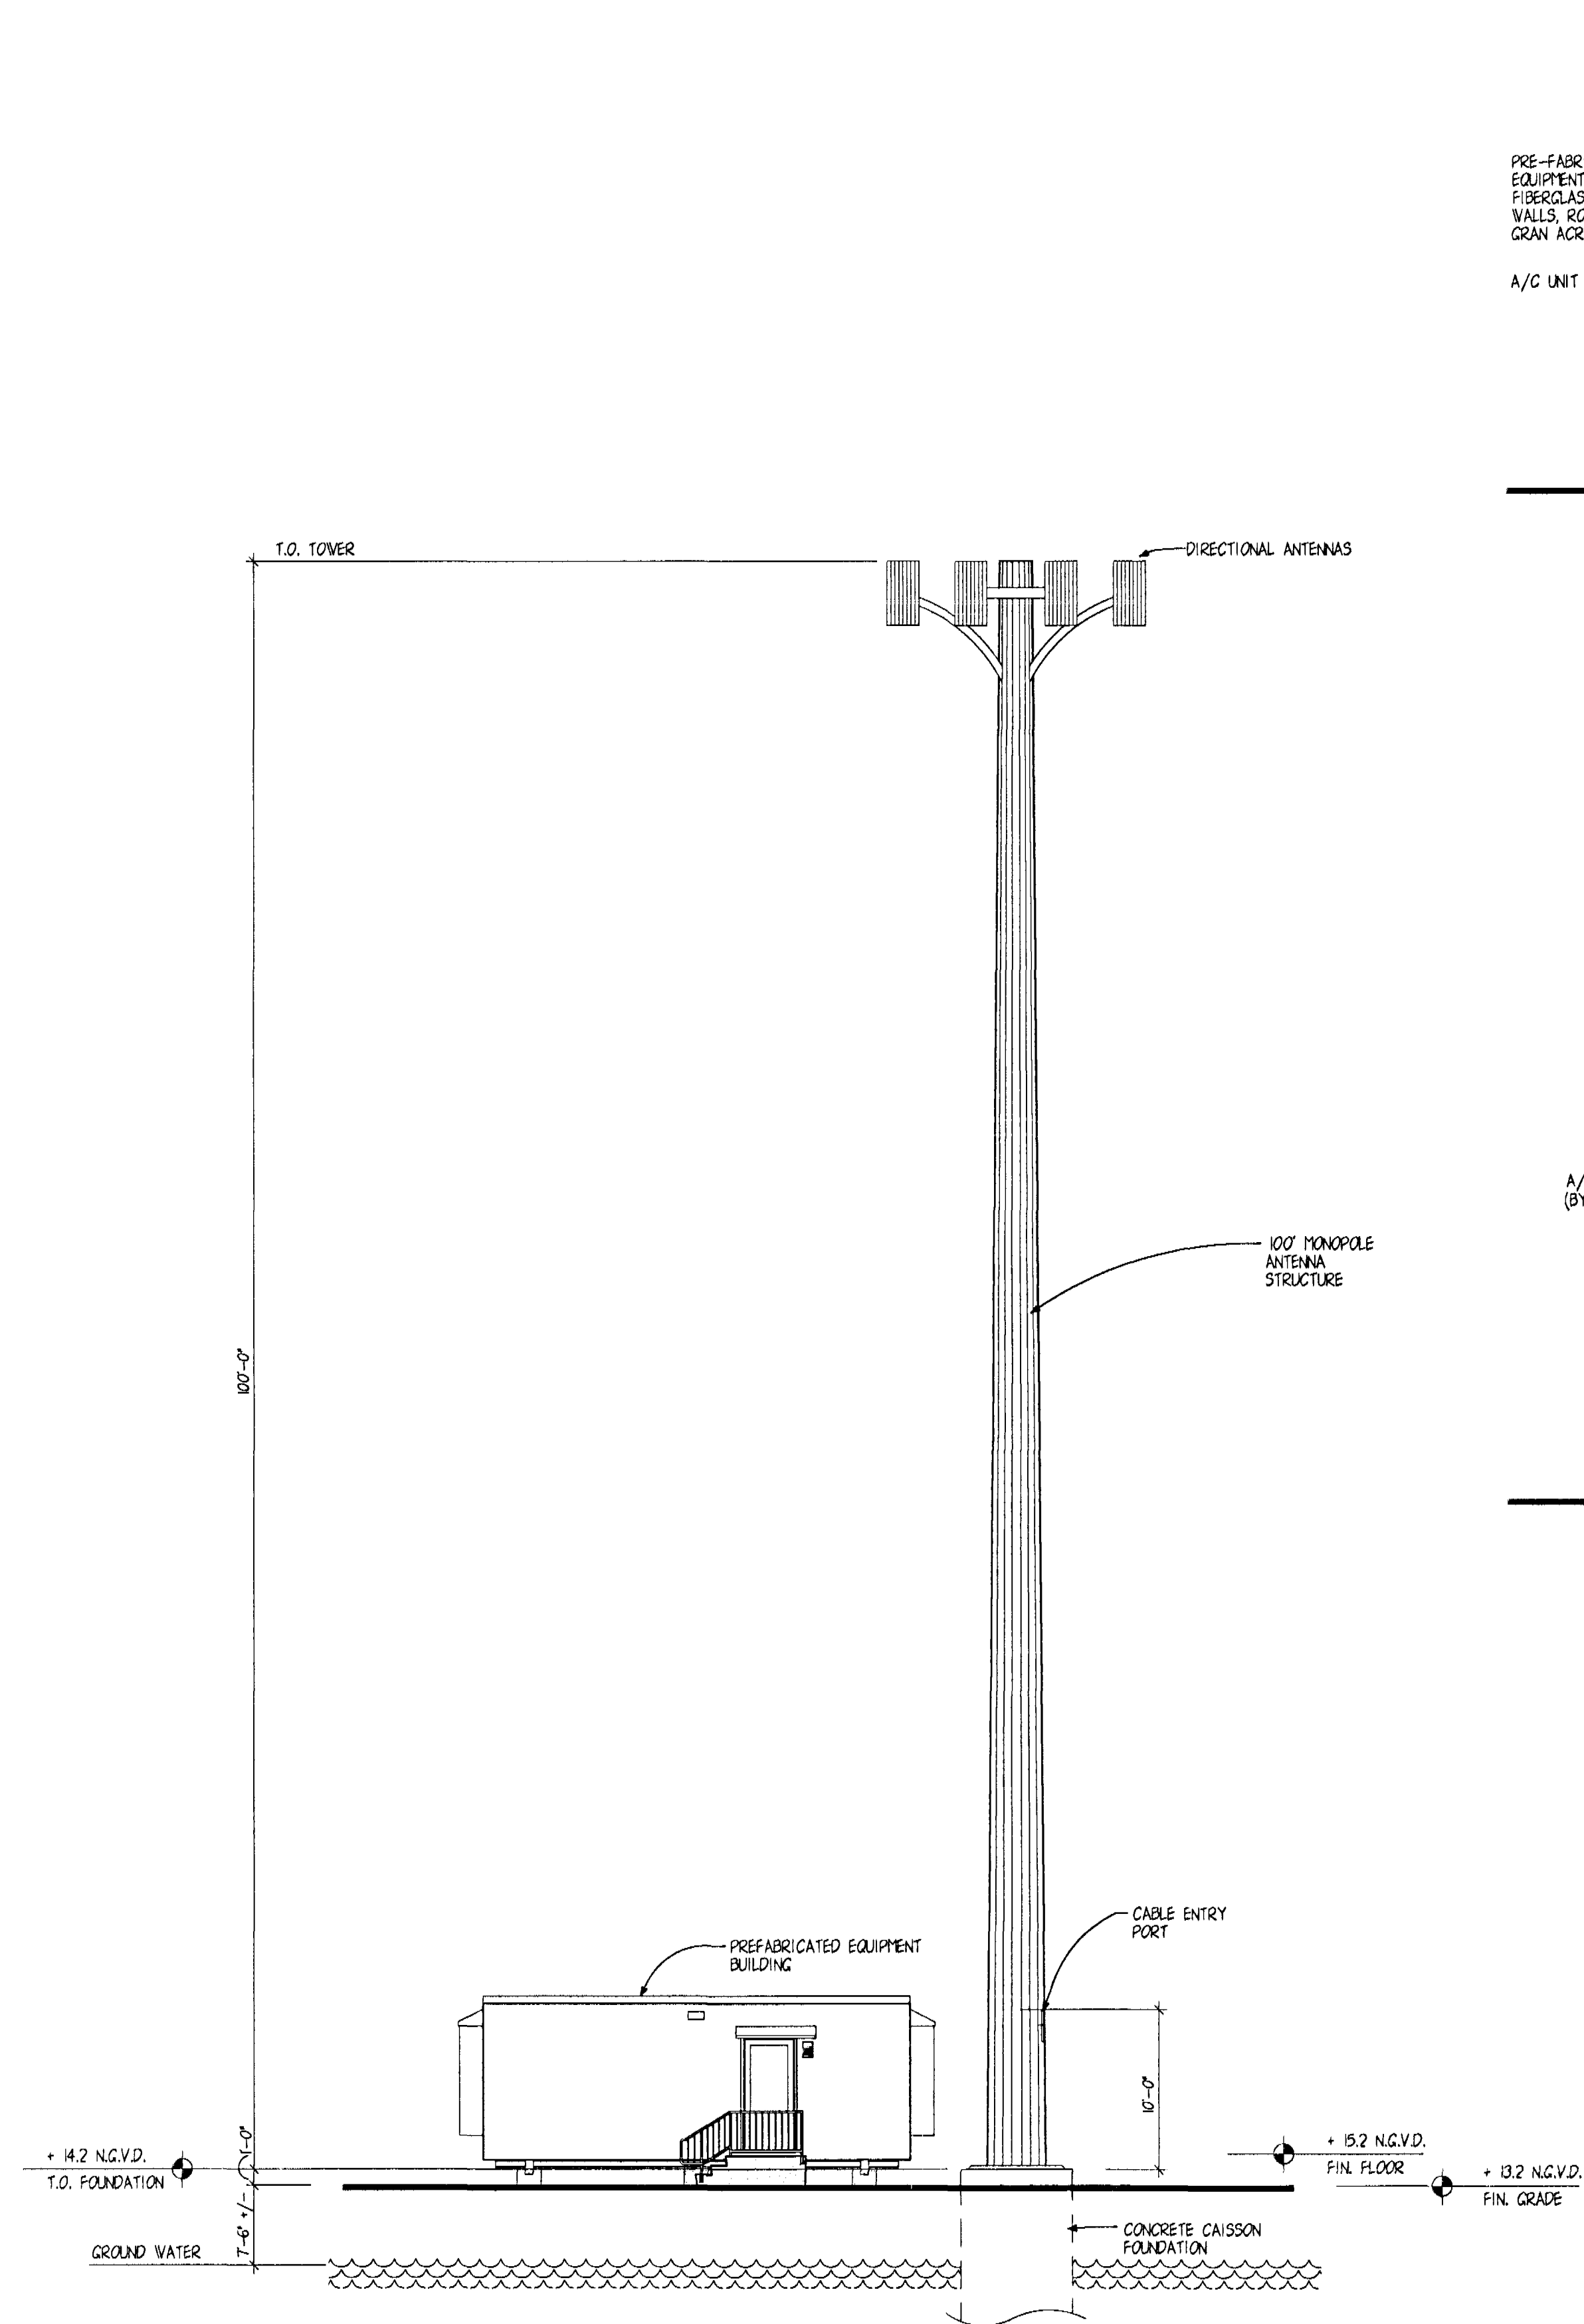 PRE-FABR
EQUIPMENT
FIBERGLAS
WALLS, RO
GRAN ACR
A/C UNIT
T.O. TOWER
DIRECTIONAL ANTENNAS
A/
(BY
100' MONOPOLE
ANTENNA
STRUCTURE
100'-0"
CABLE ENTRY
PORT
PREFABRICATED EQUIPMENT
BUILDING
10'-0"
1'-0"
+ 14.2 N.G.V.D.
T.O. FOUNDATION
+ 15.2 N.G.V.D.
FIN. FLOOR
+ 13.2 N.G.V.D.
FIN. GRADE
7'-6" +/-
GROUND WATER
CONCRETE CAISSON
FOUNDATION